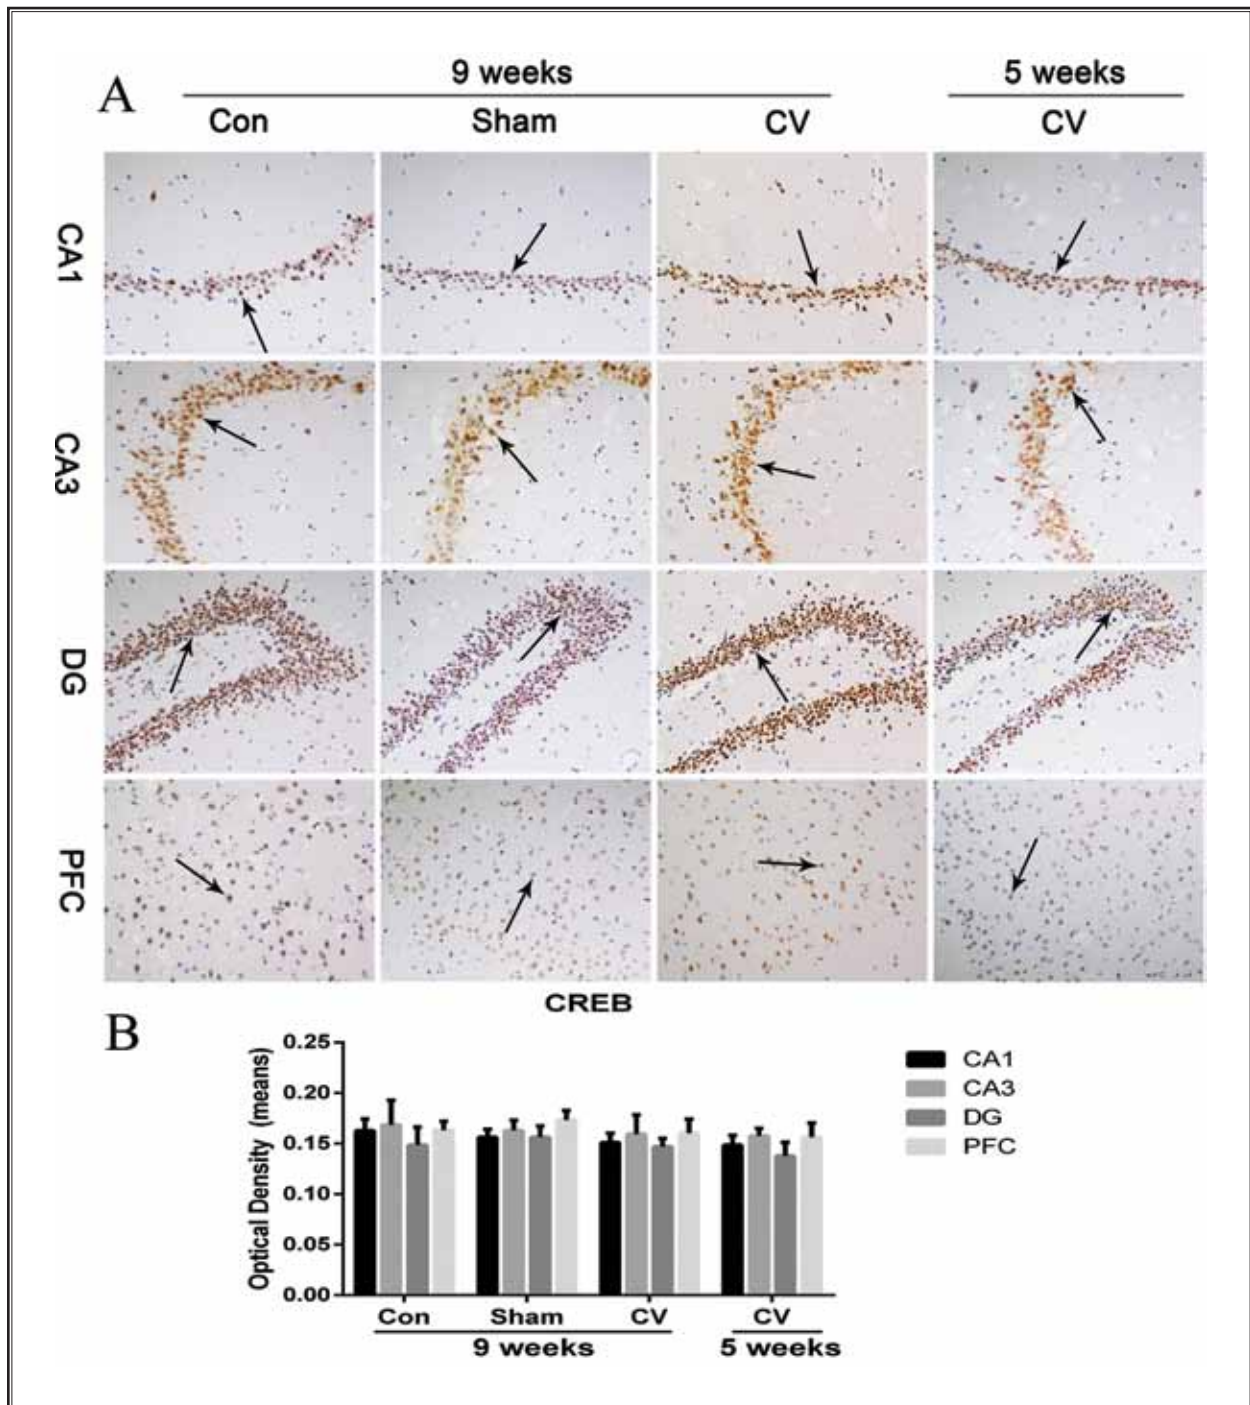 A
9 weeks
5 weeks
Con
Sham
CV
CV
CA1
CA3
DG
PFC
CREB
B
Optical Density (means)
0.25
0.20
0.15
0.10
0.05
0.00
Con
Sham
CV
CV
9 weeks
5 weeks
CA1
CA3
DG
PFC